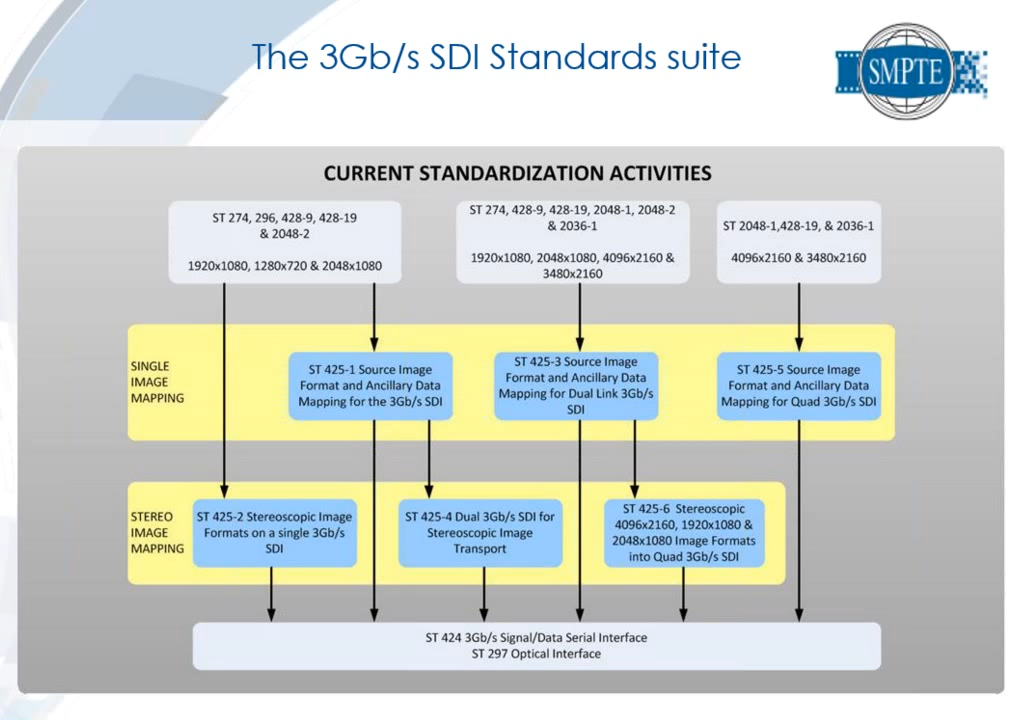 The 3Gb/s SDI Standards suite
SMPTE
CURRENT STANDARDIZATION ACTIVITIES
ST 274, 296, 428-9, 428-19
& 2048-2
1920x1080, 1280x720 & 2048x1080
ST 274, 428-9, 428-19, 2048-1, 2048-2
& 2036-1
1920x1080, 2048x1080, 4096x2160 &
3480x2160
ST 2048-1,428-19, & 2036-1
4096x2160 & 3480x2160
SINGLE
IMAGE
MAPPING
ST 425-1 Source Image
Format and Ancillary Data
Mapping for the 3Gb/s SDI
ST 425-3 Source Image
Format and Ancillary Data
Mapping for Dual Link 3Gb/s
SDI
ST 425-5 Source Image
Format and Ancillary Data
Mapping for Quad 3Gb/s SDI
STEREO
IMAGE
MAPPING
ST 425-2 Stereoscopic Image
Formats on a single 3Gb/s
SDI
ST 425-4 Dual 3Gb/s SDI for
Stereoscopic Image
Transport
ST 425-6 Stereoscopic
4096x2160, 1920x1080 &
2048x1080 Image Formats
into Quad 3Gb/s SDI
ST 424 3Gb/s Signal/Data Serial Interface
ST 297 Optical Interface